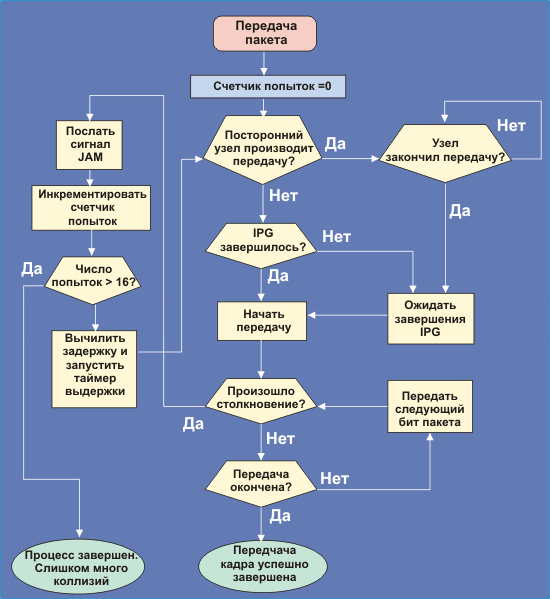 Передача
пакета
Счетчик попыток =0
Посторонний
узел производит
передачу?
Да
Узел
закончил передачу?
Нет
Да
Нет
IPG
завершилось?
Нет
Да
Ожидать
завершения
IPG
Начать
передачу
Произошло
столкновение?
Да
Нет
Передать
следующий
бит пакета
Передача
окончена?
Нет
Да
Передчача
кадра успешно
завершена
Послать
сигнал
JAM
Инкрементировать
счетчик
попыток
Число
попыток > 16?
Да
Вычилить
задержку и
запустить
таймер
выдержки
Процесс завершен.
Слишком много
коллизий